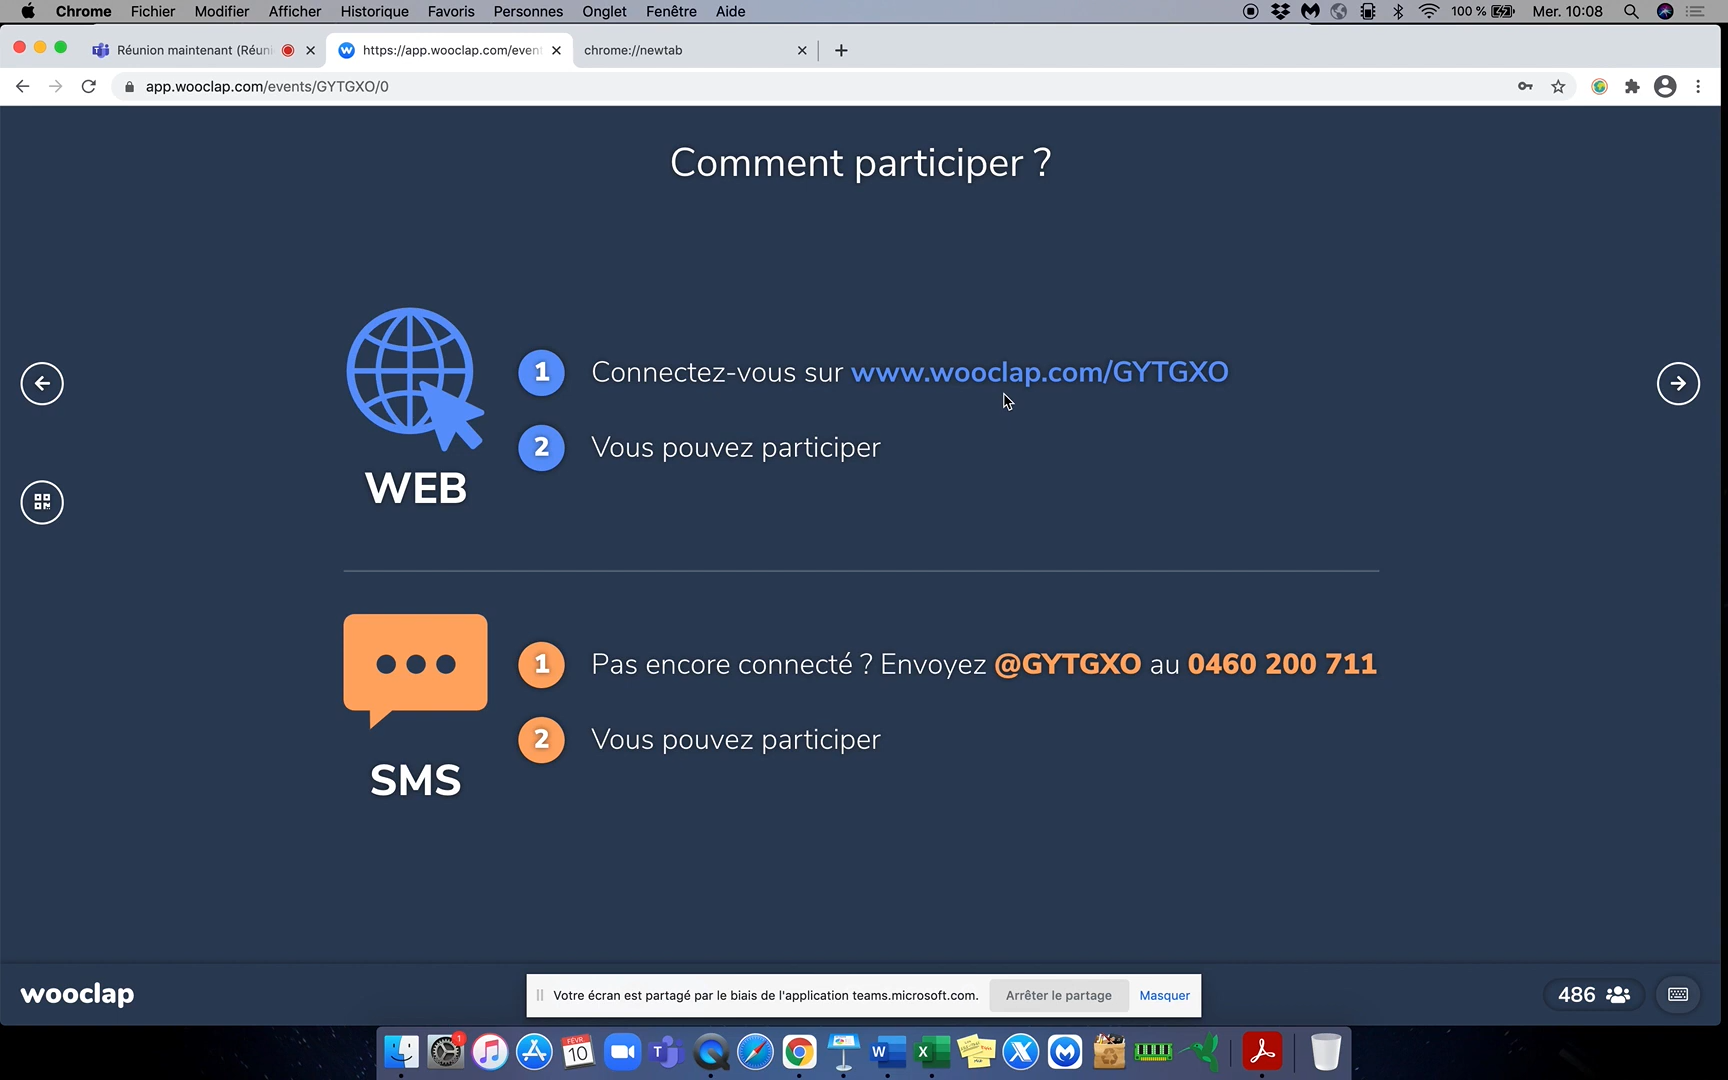 Chrome Fichier Modifier Afficher Historique Favoris Personnes Onglet Fenêtre Aide 100 % Mer. 10:08
Réunion maintenant (Réuni https://app.wooclap.com/even chrome://newtab
app.wooclap.com/events/GYTGXO/0
Comment participer ?
1 Connectez-vous sur www.wooclap.com/GYTGXO
2 Vous pouvez participer
WEB
1 Pas encore connecté ? Envoyez @GYTGXO au 0460 200 711
2 Vous pouvez participer
SMS
wooclap
Votre écran est partagé par le biais de l'application teams.microsoft.com. Arrêter le partage Masquer
486
1
FÉVR.
10
T
W
X